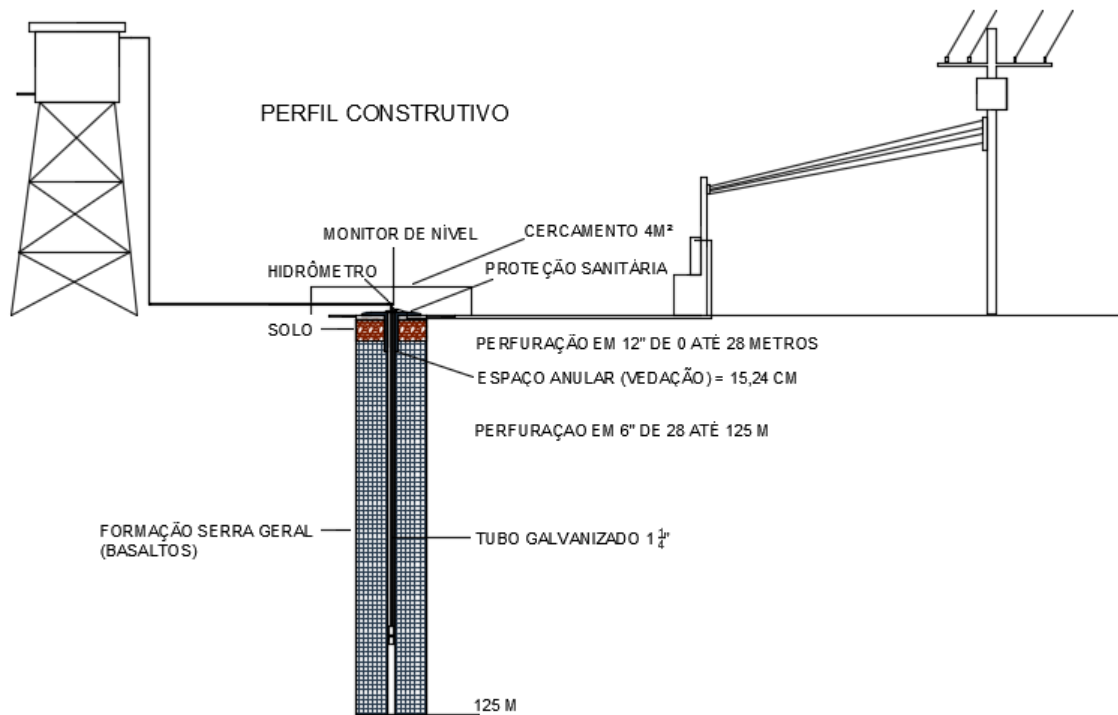 PERFIL CONSTRUTIVO
MONITOR DE NÍVEL
CERCAMENTO 4M²
HIDRÔMETRO
PROTEÇÃO SANITÁRIA
SOLO
PERFURAÇÃO EM 12" DE 0 ATÉ 28 METROS
ESPAÇO ANULAR (VEDAÇÃO) = 15,24 CM
PERFURAÇAO EM 6" DE 28 ATÉ 125 M
FORMAÇÃO SERRA GERAL
(BASALTOS)
TUBO GALVANIZADO 1 1/4"
125 M